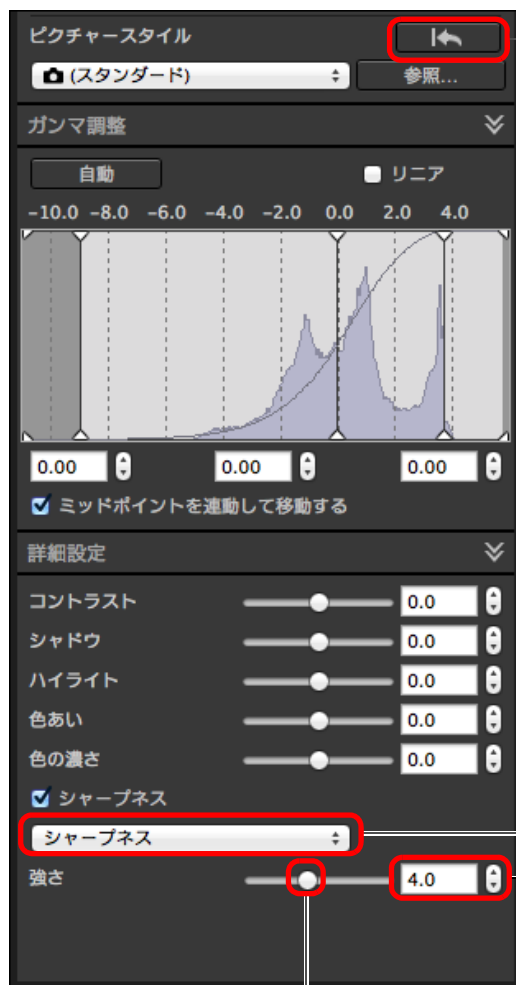 ピクチャースタイル
(スタンダード)
参照...
ガンマ調整
自動
リニア
-10.0 -8.0 -6.0 -4.0 -2.0 0.0 2.0 4.0
0.00 0.00 0.00
ミッドポイントを連動して移動する
詳細設定
コントラスト 0.0
シャドウ 0.0
ハイライト 0.0
色あい 0.0
色の濃さ 0.0
シャープネス
シャープネス
強さ 4.0